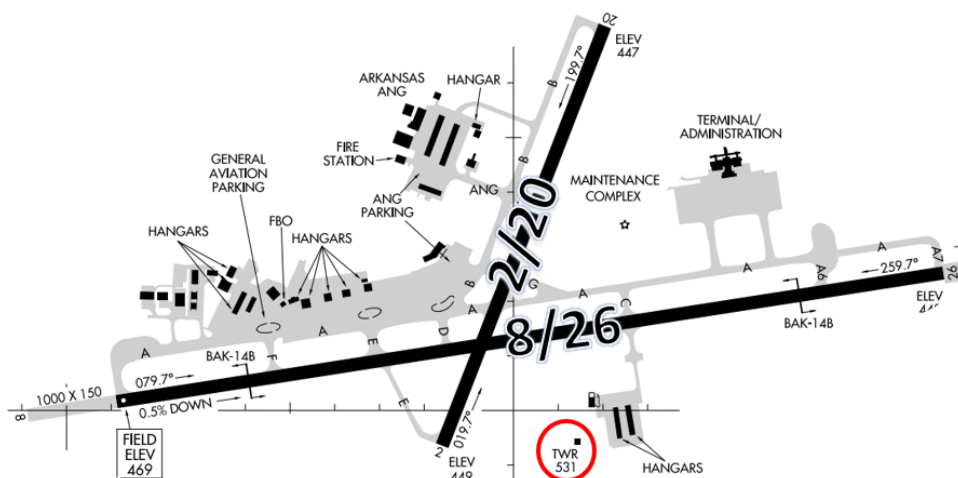 20
ELEV
447
199.7°
B
ARKANSAS
ANG
HANGAR
FIRE
STATION
TERMINAL/
ADMINISTRATION
GENERAL
AVIATION
PARKING
B
ANG
ANG
PARKING
MAINTENANCE
COMPLEX
HANGARS
FBO
HANGARS
2/20
B
G
A
A
C
A
A6
A
A7
26
259.7°
ELEV
BAK-14B
8/26
A
F
A
E
D
A
BAK-14B
079.7°
0.5% DOWN
1000 X 150
8
E
2
019.7°
ELEV
FIELD
ELEV
469
TWR
531
HANGARS